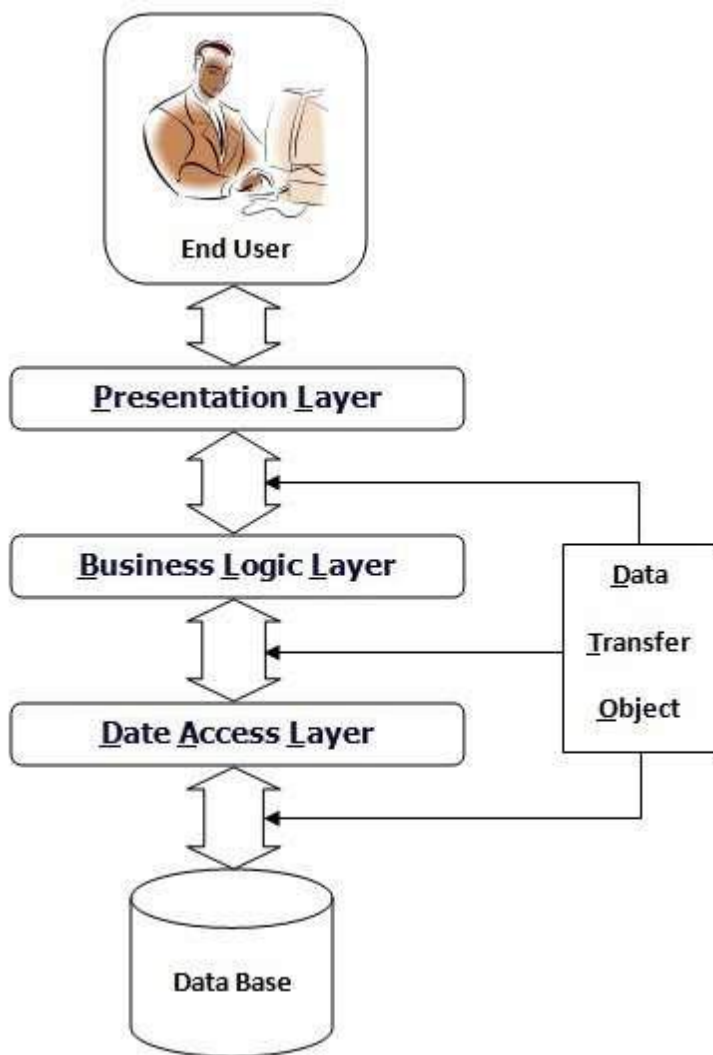 End User
Presentation Layer
Business Logic Layer
Date Access Layer
Data Base
Data
Transfer
Object